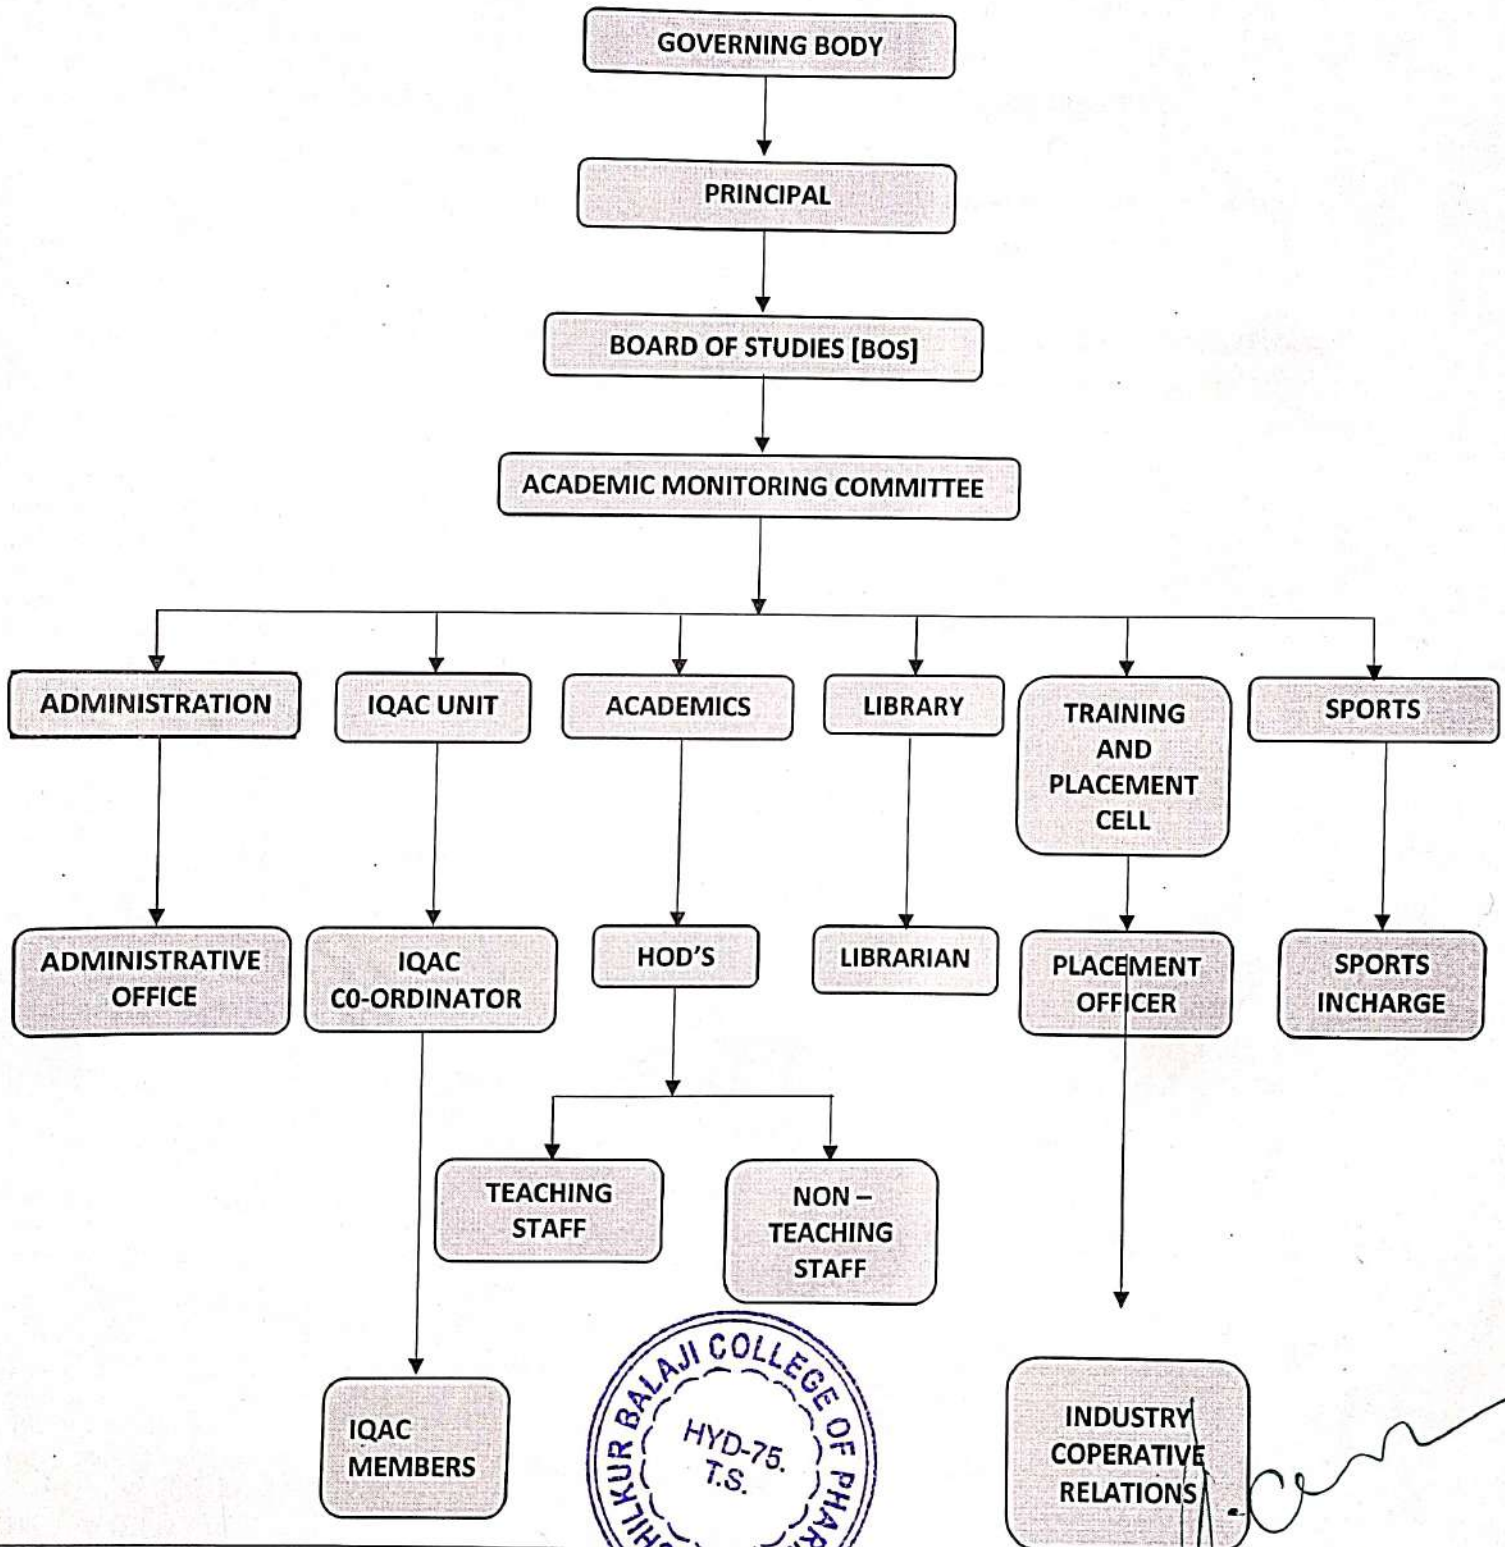 GOVERNING BODY
PRINCIPAL
BOARD OF STUDIES [BOS]
ACADEMIC MONITORING COMMITTEE
ADMINISTRATION
IQAC UNIT
ACADEMICS
LIBRARY
TRAINING
AND
PLACEMENT
CELL
SPORTS
ADMINISTRATIVE
OFFICE
IQAC
C0-ORDINATOR
HOD'S
LIBRARIAN
PLACEMENT
OFFICER
SPORTS
INCHARGE
TEACHING
STAFF
NON –
TEACHING
STAFF
IQAC
MEMBERS
BALAJI COLLEGE OF
HYD-75.
T.S.
INDUSTRY
COPERATIVE
RELATIONS